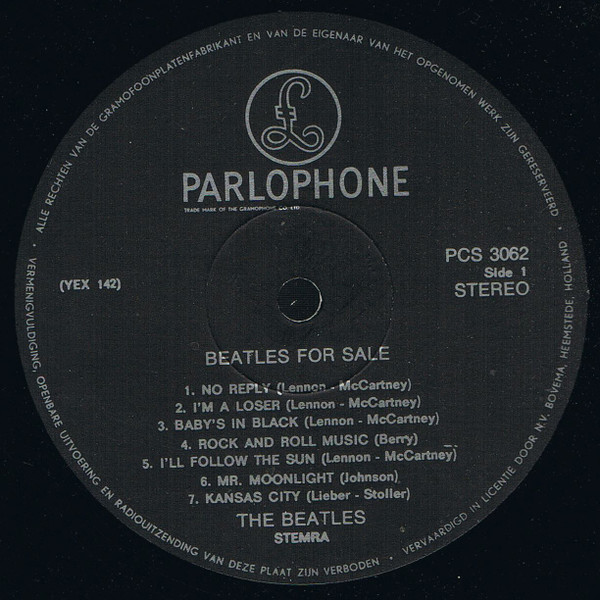 ALLE RECHTEN VAN DE GRAMOFOONPLATENFABRIKANT EN VAN DE EIGENAAR VAN HET OPGENOMEN WERK ZIJN GERESERVEERD
£
PARLOPHONE
TRADE MARK OF THE GRAMOPHONE CO. LTD.
PCS 3062
Side 1
(YEX 142)
STEREO
BEATLES FOR SALE
1. NO REPLY (Lennon - McCartney)
2. I'M A LOSER (Lennon - McCartney)
3. BABY'S IN BLACK (Lennon - McCartney)
4. ROCK AND ROLL MUSIC (Berry)
5. I'LL FOLLOW THE SUN (Lennon - McCartney)
6. MR. MOONLIGHT (Johnson)
7. KANSAS CITY (Lieber - Stoller)
THE BEATLES
STEMRA
VERMENIGVULDIGING, OPENBARE UITVOERING EN RADIOUITZENDING VAN DEZE PLAAT ZIJN VERBODEN • VERVAARDIGD IN LICENTIE DOOR N.V. BOVEMA, HEEMSTEDE, HOLLAND